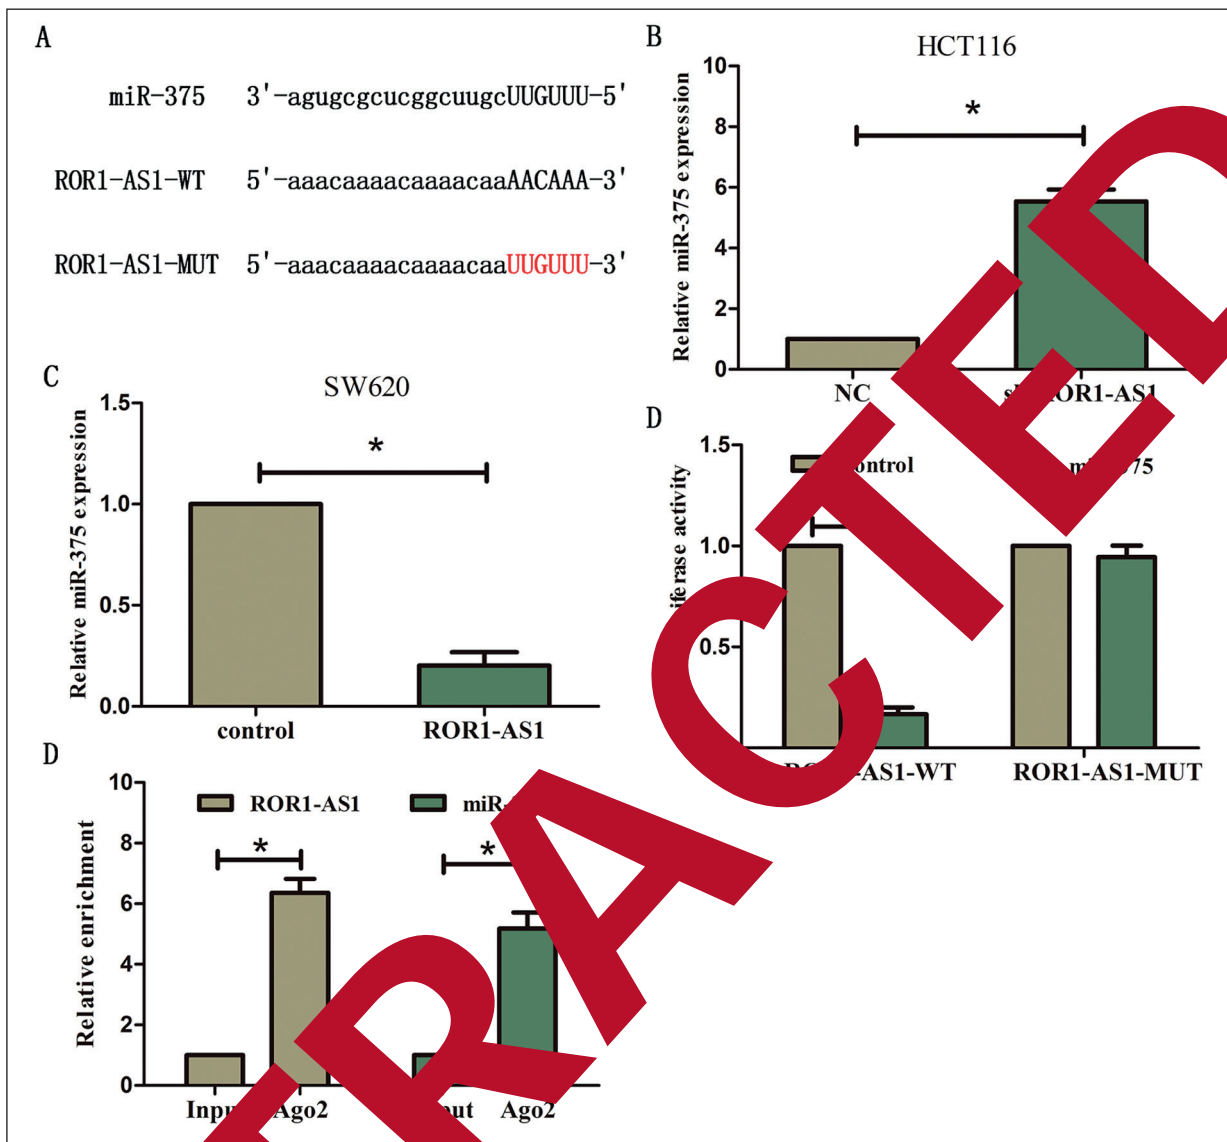 A
miR-375 3'-agugcgcucggcuugcUUGUUU-5'
ROR1-AS1-WT 5'-aaacaaaacaaaacaaAACAAA-3'
ROR1-AS1-MUT 5'-aaacaaaacaaaacaaUUGUUU-3'
B
HCT116
Relative miR-375 expression
10
8
6
4
2
0
*
NC
C
SW620
Relative miR-375 expression
1.5
1.0
0.5
0.0
*
control ROR1-AS1
D
activity
1.5
1.0
0.5
ROR1-AS1-MUT
D
Relative enrichment
10
8
6
4
2
0
ROR1-AS1
* *
Ago2 Ago2
RACTED